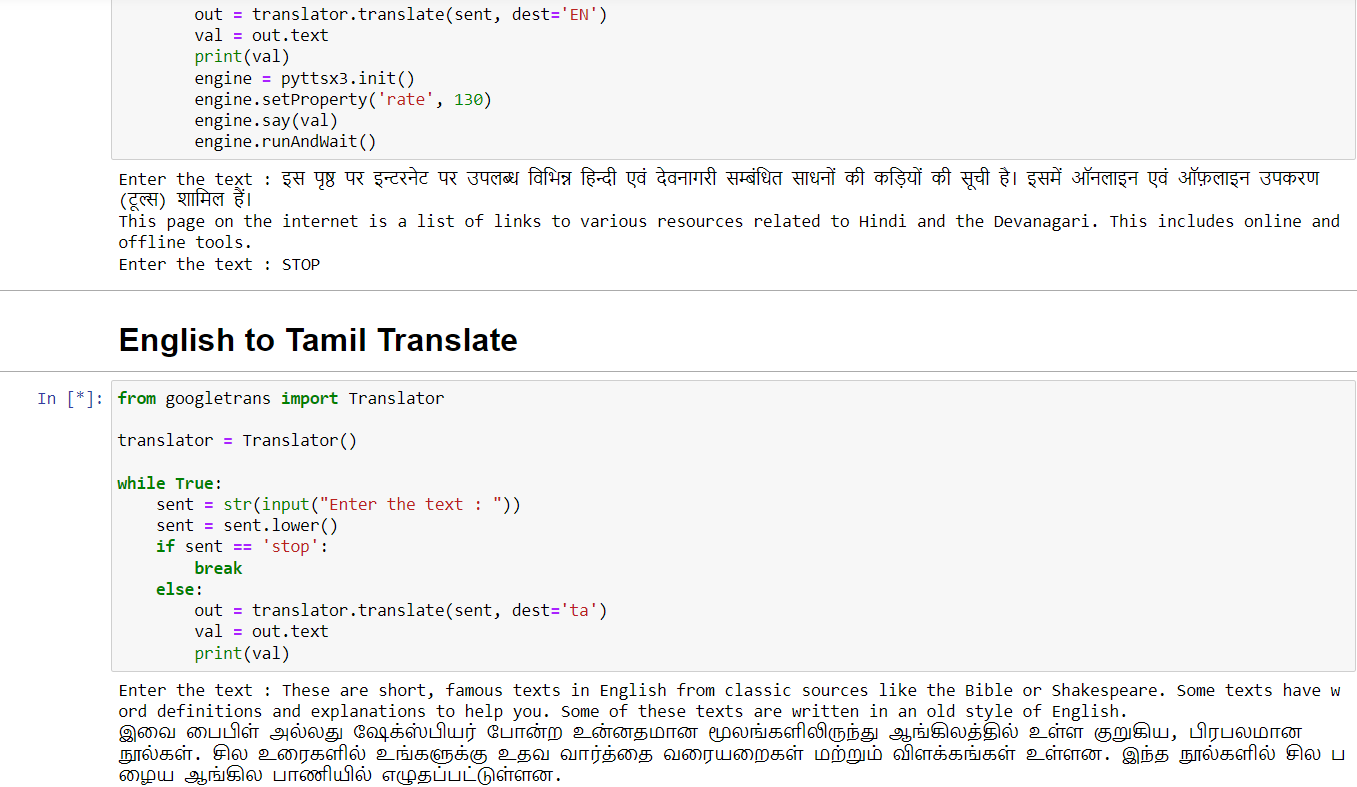 out = translator.translate(sent, dest='EN')
        val = out.text
        print(val)
        engine = pyttsx3.init()
        engine.setProperty('rate', 130)
        engine.say(val)
        engine.runAndWait()
Enter the text : इस पृष्ठ पर इन्टरनेट पर उपलब्ध विभिन्न हिन्दी एवं देवनागरी सम्बंधित साधनों की कड़ियों की सूची है। इसमें ऑनलाइन एवं ऑफ़लाइन उपकरण
(टूल्स) शामिल हैं।
This page on the internet is a list of links to various resources related to Hindi and the Devanagari. This includes online and
offline tools.
Enter the text : STOP
English to Tamil Translate
In [*]: from googletrans import Translator
translator = Translator()
while True:
    sent = str(input("Enter the text : "))
    sent = sent.lower()
    if sent == 'stop':
        break
    else:
        out = translator.translate(sent, dest='ta')
        val = out.text
        print(val)
Enter the text : These are short, famous texts in English from classic sources like the Bible or Shakespeare. Some texts have w
ord definitions and explanations to help you. Some of these texts are written in an old style of English.
இவை பைபிள் அல்லது ஷேக்ஸ்பியர் போன்ற உன்னதமான மூலங்களிலிருந்து ஆங்கிலத்தில் உள்ள குறுகிய, பிரபலமான
நூல்கள். சில உரைகளில் உங்களுக்கு உதவ வார்த்தை வரையறைகள் மற்றும் விளக்கங்கள் உள்ளன. இந்த நூல்களில் சில ப
ழைய ஆங்கில பாணியில் எழுதப்பட்டுள்ளன.